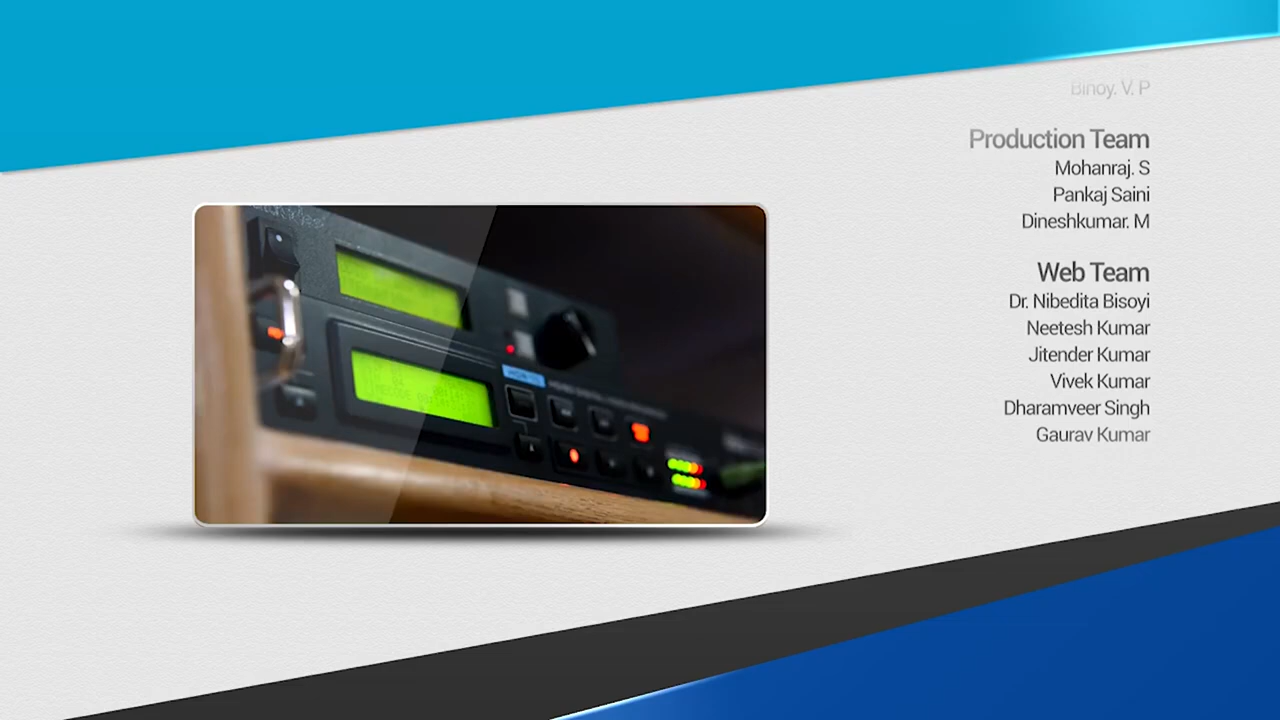 Binoy. V. P
Production Team
Mohanraj. S
Pankaj Saini
Dineshkumar. M
Web Team
Dr. Nibedita Bisoyi
Neetesh Kumar
Jitender Kumar
Vivek Kumar
Dharamveer Singh
Gaurav Kumar